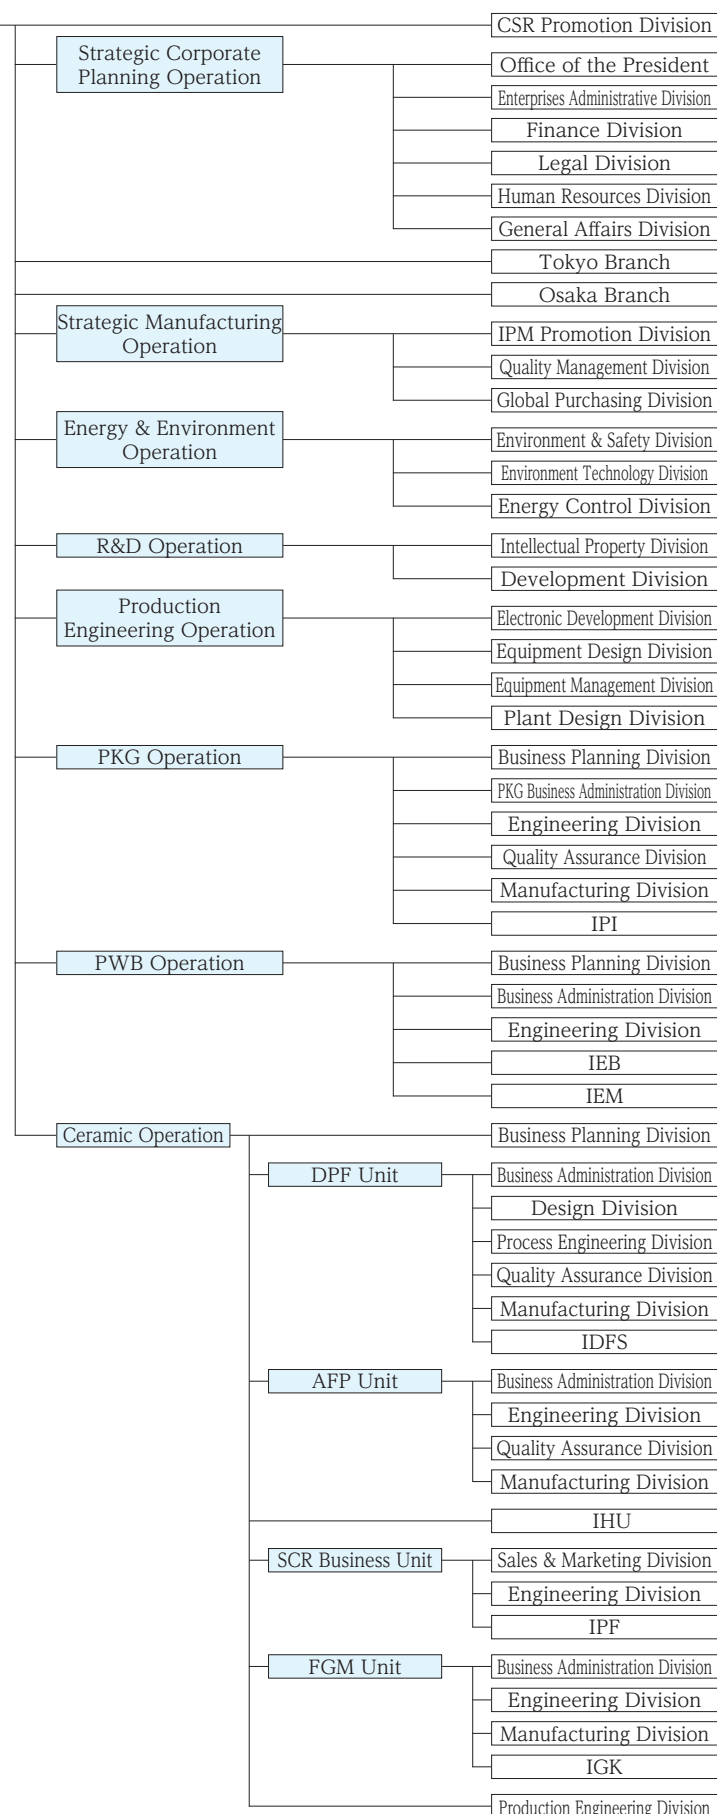 CSR Promotion Division
Strategic Corporate
Planning Operation
Office of the President
Enterprises Administrative Division
Finance Division
Legal Division
Human Resources Division
General Affairs Division
Tokyo Branch
Osaka Branch
Strategic Manufacturing
Operation
IPM Promotion Division
Quality Management Division
Global Purchasing Division
Energy & Environment
Operation
Environment & Safety Division
Environment Technology Division
Energy Control Division
R&D Operation
Intellectual Property Division
Development Division
Production
Engineering Operation
Electronic Development Division
Equipment Design Division
Equipment Management Division
Plant Design Division
PKG Operation
Business Planning Division
PKG Business Administration Division
Engineering Division
Quality Assurance Division
Manufacturing Division
IPI
PWB Operation
Business Planning Division
Business Administration Division
Engineering Division
IEB
IEM
Ceramic Operation
Business Planning Division
DPF Unit
Business Administration Division
Design Division
Process Engineering Division
Quality Assurance Division
Manufacturing Division
IDFS
AFP Unit
Business Administration Division
Engineering Division
Quality Assurance Division
Manufacturing Division
IHU
SCR Business Unit
Sales & Marketing Division
Engineering Division
IPF
FGM Unit
Business Administration Division
Engineering Division
Manufacturing Division
IGK
Production Engineering Division